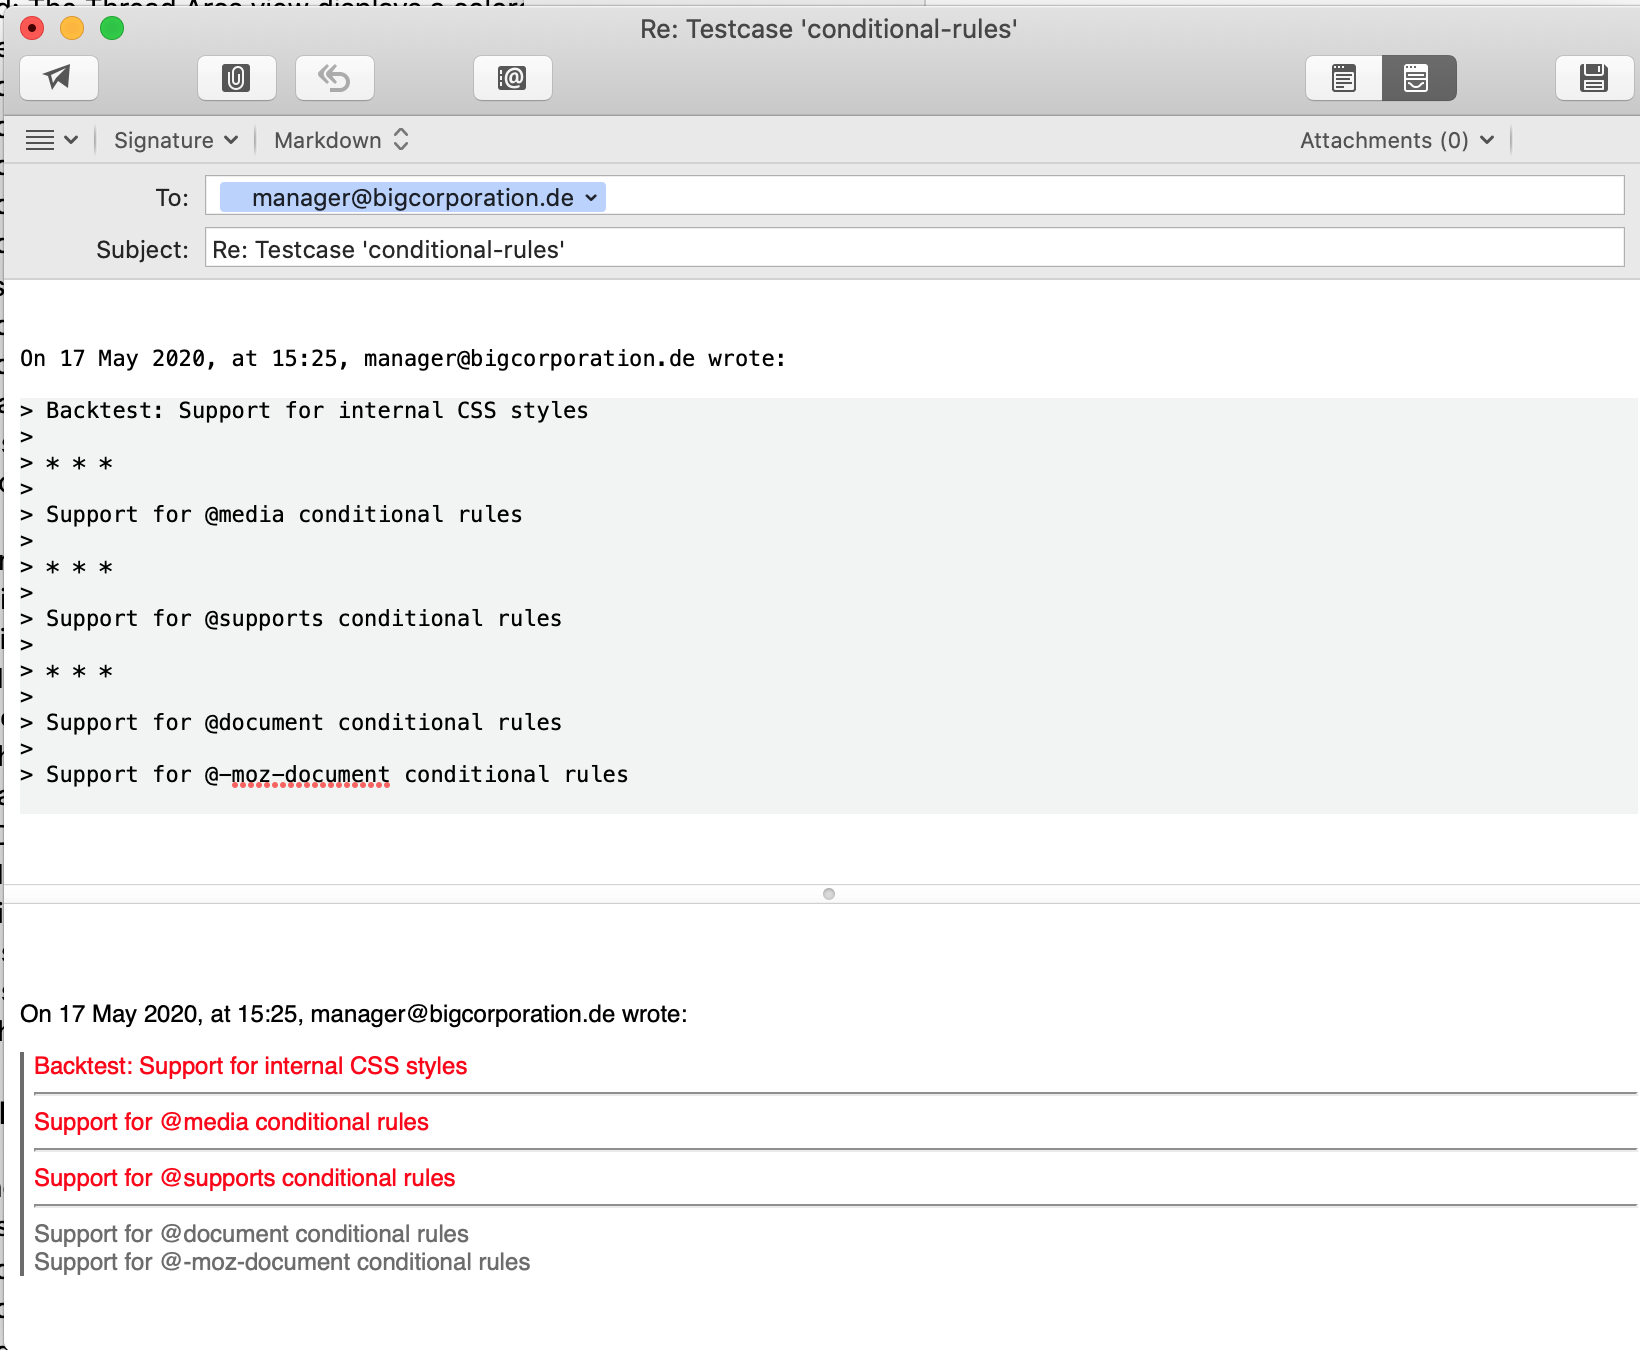 Re: Testcase 'conditional-rules'
Signature
Markdown
Attachments (0)
To: manager@bigcorporation.de
Subject: Re: Testcase 'conditional-rules'
On 17 May 2020, at 15:25, manager@bigcorporation.de wrote:
> Backtest: Support for internal CSS styles
>
> * * *
>
> Support for @media conditional rules
>
> * * *
>
> Support for @supports conditional rules
>
> * * *
>
> Support for @document conditional rules
>
> Support for @-moz-document conditional rules
On 17 May 2020, at 15:25, manager@bigcorporation.de wrote:
Backtest: Support for internal CSS styles
Support for @media conditional rules
Support for @supports conditional rules
Support for @document conditional rules
Support for @-moz-document conditional rules